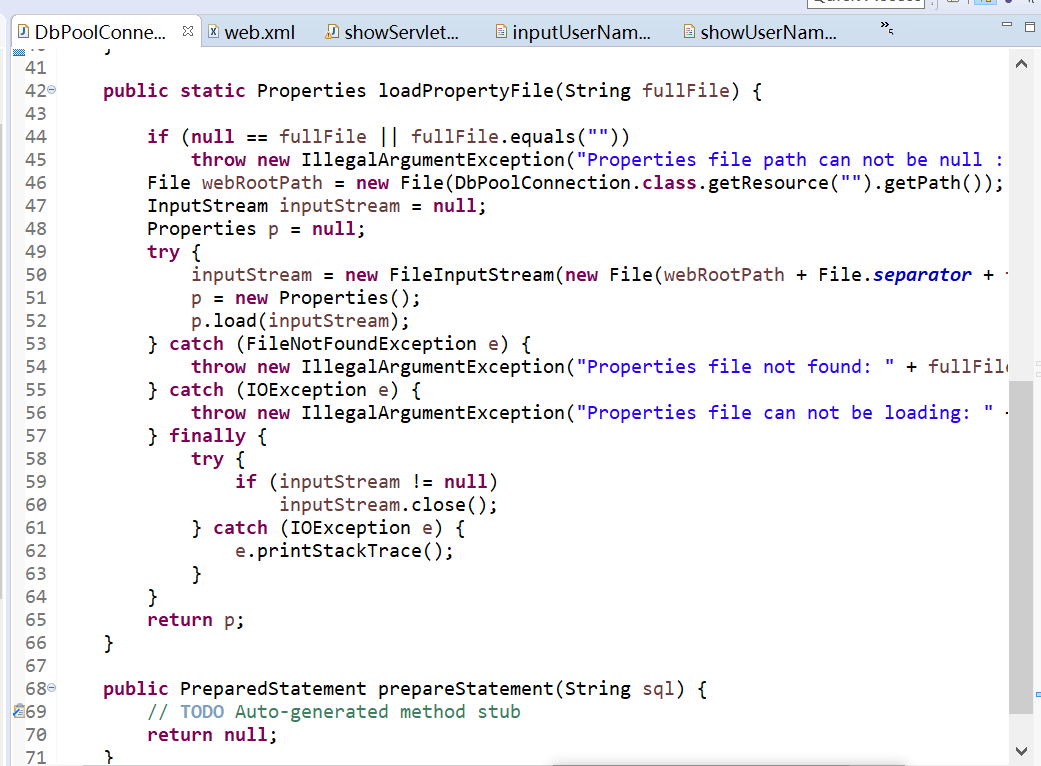 DbPoolConne... web.xml showServlet... inputUserNam... showUserNam... »5
41
42 public static Properties loadPropertyFile(String fullFile) {
43
44 if (null == fullFile || fullFile.equals(""))
45 throw new IllegalArgumentException("Properties file path can not be null :
46 File webRootPath = new File(DbPoolConnection.class.getResource("").getPath());
47 InputStream inputStream = null;
48 Properties p = null;
49 try {
50 inputStream = new FileInputStream(new File(webRootPath + File.separator +
51 p = new Properties();
52 p.load(inputStream);
53 } catch (FileNotFoundException e) {
54 throw new IllegalArgumentException("Properties file not found: " + fullFile
55 } catch (IOException e) {
56 throw new IllegalArgumentException("Properties file can not be loading: "
57 } finally {
58 try {
59 if (inputStream != null)
60 inputStream.close();
61 } catch (IOException e) {
62 e.printStackTrace();
63 }
64 }
65 return p;
66 }
67
68 public PreparedStatement prepareStatement(String sql) {
69 // TODO Auto-generated method stub
70 return null;
71 }